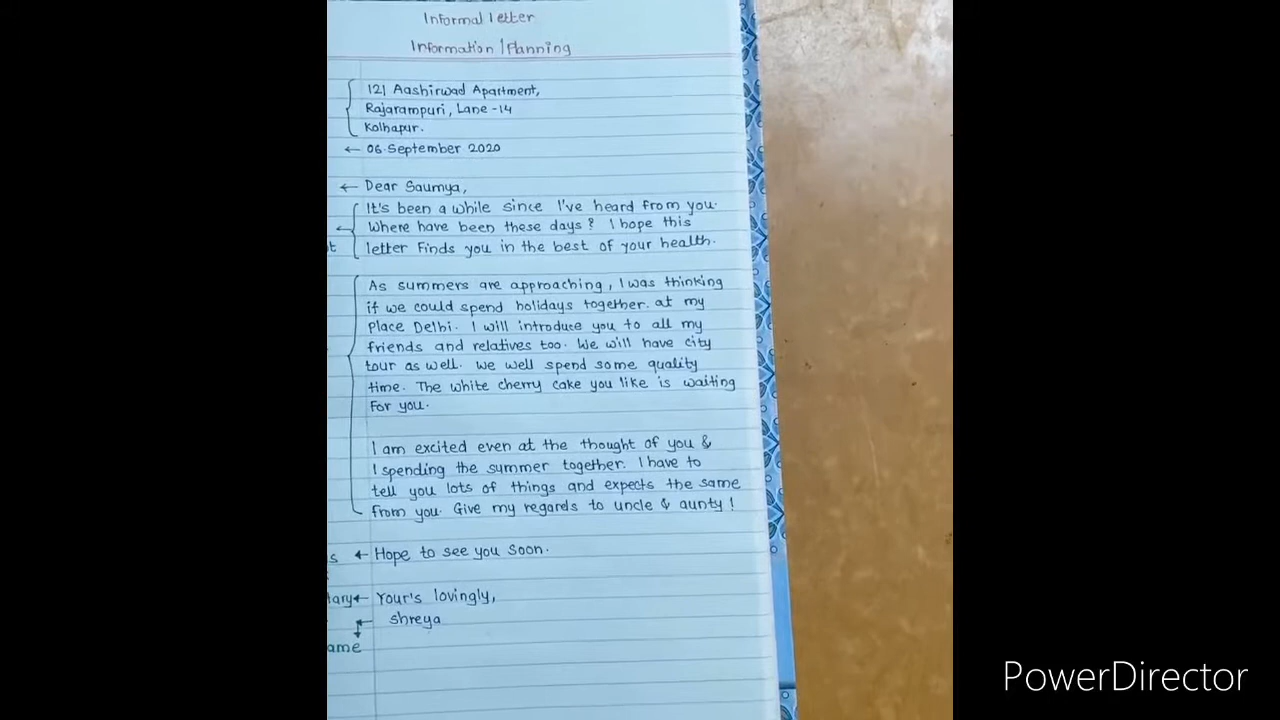 Informal letter
Information | Planning
121 Aashirwad Apartment,
Rajarampuri, Lane -14
Kolhapur.
← 06 September 2020
← Dear Saumya,
It's been a while since I've heard from you.
Where have been these days? I hope this
letter finds you in the best of your health.
As summers are approaching, I was thinking
if we could spend holidays together. at my
place Delhi. I will introduce you to all my
friends and relatives too. We will have city
tour as well. we well spend some quality
time. The white cherry cake you like is waiting
for you.
I am excited even at the thought of you &
I spending the summer together. I have to
tell you lots of things and expects the same
from you. Give my regards to uncle & aunty!
← Hope to see you soon.
← Your's lovingly,
shreya
PowerDirector